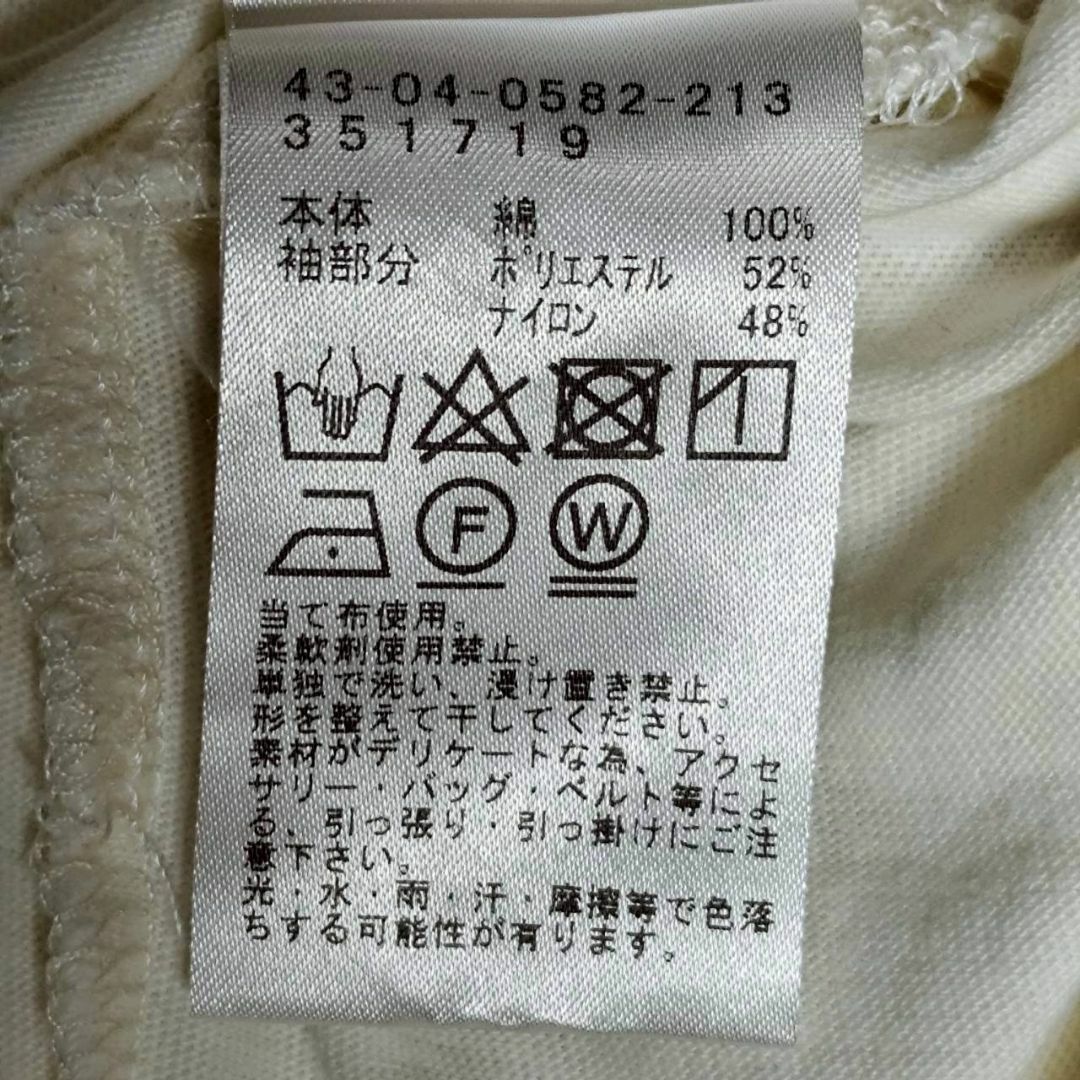 43-04-0582-213
351719
本体 綿 100%
袖部分 ポリエステル 52%
ナイロン 48%
F W
当て布使用。
柔軟剤使用禁止。
単独で洗い、浸け置き禁止。
形を整えて干してください。
素材がデリケートな為、アクセ
サリー・バッグ・ベルト等によ
る、引っ張り・引っ掛けにご注
意下さい。
光・水・雨・汗・摩擦等で色落
ちする可能性が有ります。